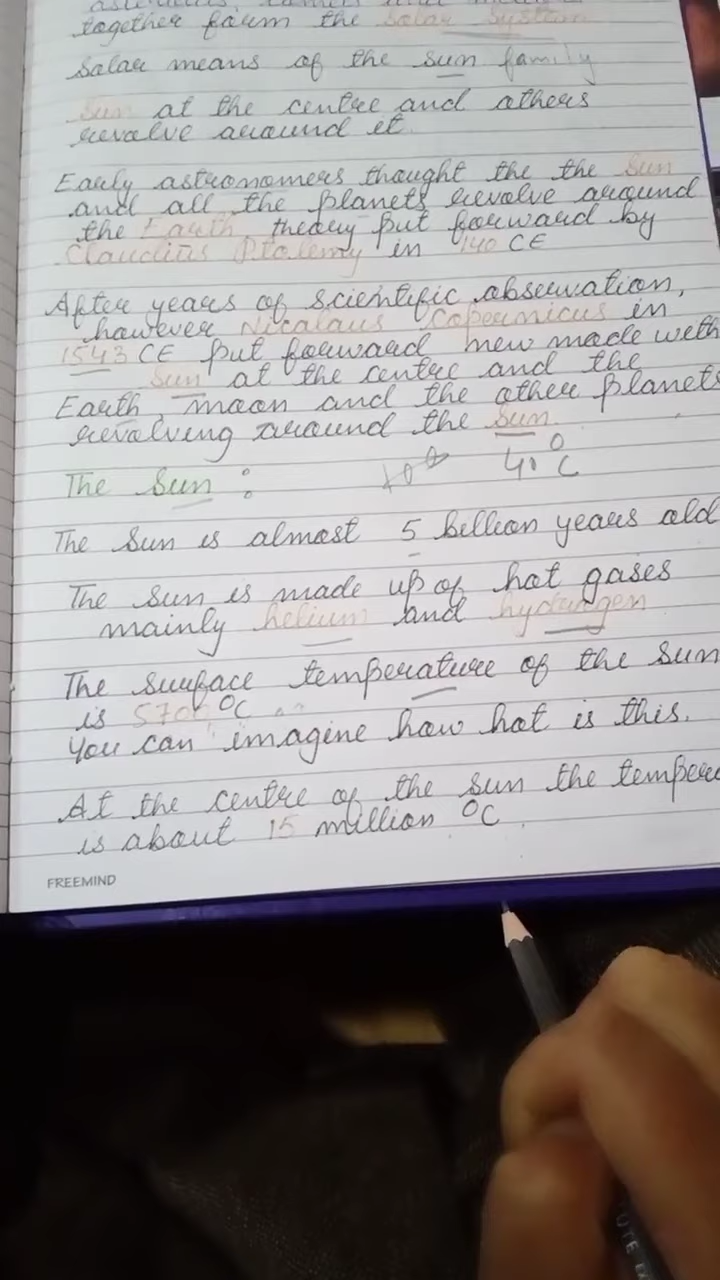 together form the Solar System
Solar means of the sun family
Sun at the centre and others
revolve around it.
Early astronomers thought the the Sun
and all the planets revolve around
the Earth, theory put forward by
Claudius Ptolemy in 140 CE
After years of scientific observation,
however Nicolaus Copernicus in
1543 CE put forward new made with
Sun at the centre and the
Earth, moon and the other planets
revolving around the Sun.
The Sun :
40 °C
The Sun is almost 5 billion years old
The Sun is made up of hot gases
mainly helium and hydrogen
The surface temperature of the Sun
is °C
You can imagine how hot is this.
At the centre of the sun the tempera
is about 15 million °C
FREEMIND